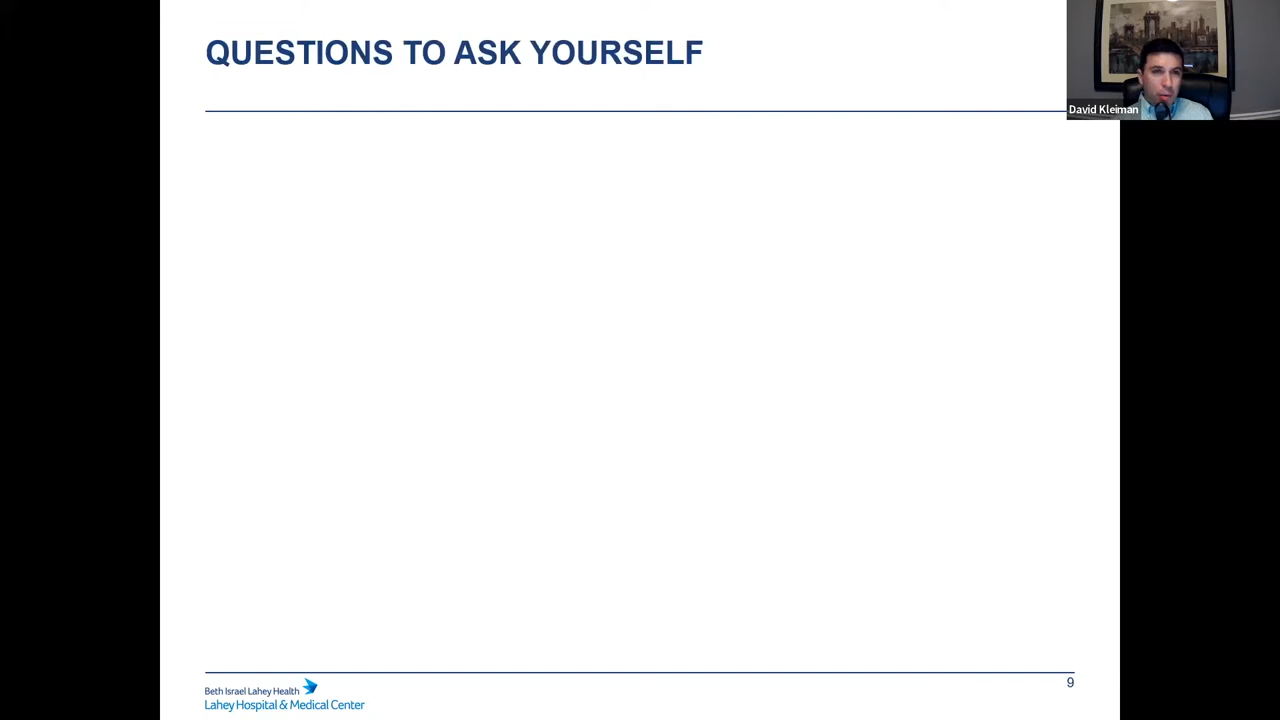 QUESTIONS TO ASK YOURSELF
David Kleiman
9
Beth Israel Lahey Health
Lahey Hospital & Medical Center